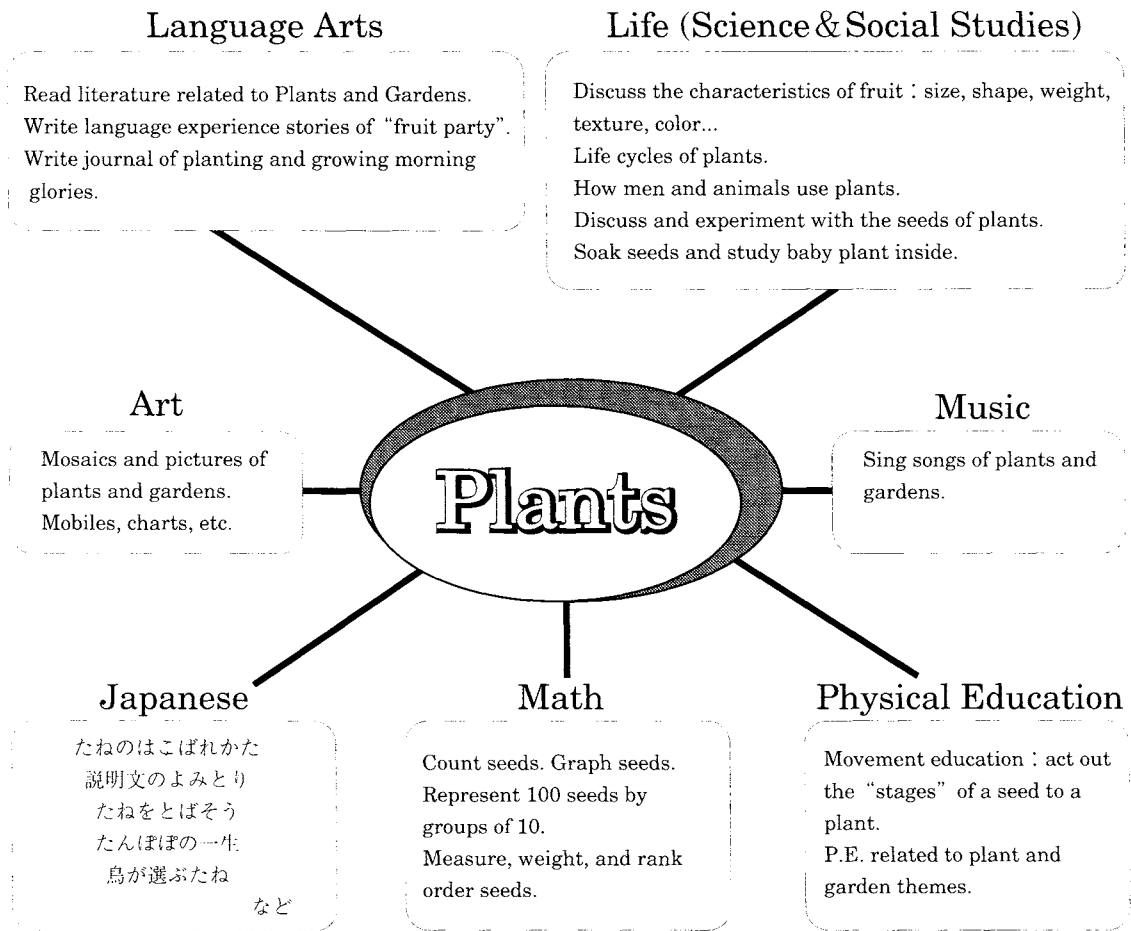 Language Arts
Read literature related to Plants and Gardens.
Write language experience stories of “fruit party”.
Write journal of planting and growing morning
glories.
Life (Science＆Social Studies)
Discuss the characteristics of fruit：size, shape, weight,
texture, color...
Life cycles of plants.
How men and animals use plants.
Discuss and experiment with the seeds of plants.
Soak seeds and study baby plant inside.
Art
Mosaics and pictures of
plants and gardens.
Mobiles, charts, etc.
Plants
Music
Sing songs of plants and
gardens.
Japanese
たねのはこばれかた
説明文のよみとり
たねをとばそう
たんぽぽの一生
鳥が選ぶたね
など
Math
Count seeds. Graph seeds.
Represent 100 seeds by
groups of 10.
Measure, weight, and rank
order seeds.
Physical Education
Movement education：act out
the “stages” of a seed to a
plant.
P.E. related to plant and
garden themes.